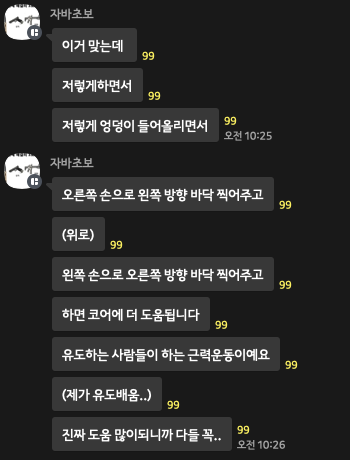 자바초보
이거 맞는데
99
저렇게하면서
99
저렇게 엉덩이 들어올리면서
99
오전 10:25
자바초보
오른쪽 손으로 왼쪽 방향 바닥 찍어주고
99
(위로)
99
왼쪽 손으로 오른쪽 방향 바닥 찍어주고
99
하면 코어에 더 도움됩니다
99
유도하는 사람들이 하는 근력운동이예요
99
(제가 유도배움..)
99
진짜 도움 많이되니까 다들 꼭..
99
오전 10:26